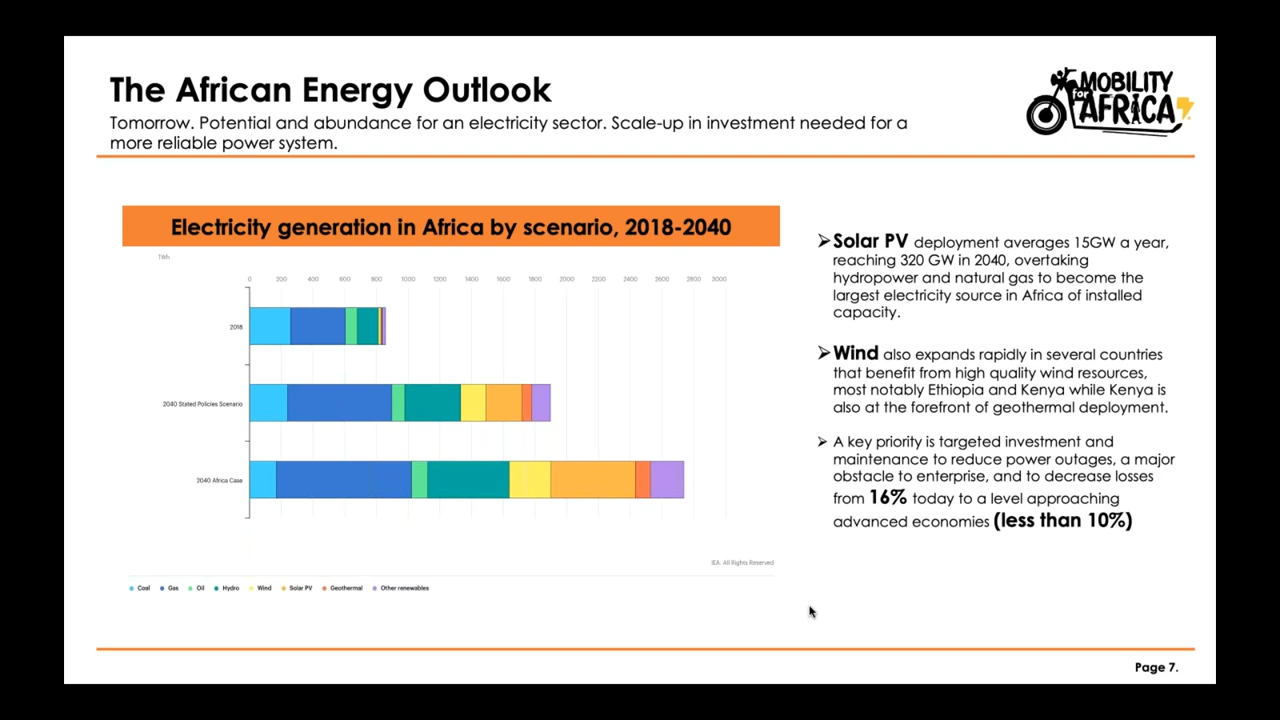 The African Energy Outlook
Tomorrow. Potential and abundance for an electricity sector. Scale-up in investment needed for a
more reliable power system.
MOBILITY
for
AFRICA
Electricity generation in Africa by scenario, 2018-2040
TWh
0 200 400 600 800 1000 1200 1400 1600 1800 2000 2200 2400 2600 2800 3000
2018
2040 Stated Policies Scenario
2040 Africa Case
IEA. All Rights Reserved
Coal Gas Oil Hydro Wind Solar PV Geothermal Other renewables
➢Solar PV deployment averages 15GW a year,
reaching 320 GW in 2040, overtaking
hydropower and natural gas to become the
largest electricity source in Africa of installed
capacity.
➢Wind also expands rapidly in several countries
that benefit from high quality wind resources,
most notably Ethiopia and Kenya while Kenya is
also at the forefront of geothermal deployment.
➢ A key priority is targeted investment and
maintenance to reduce power outages, a major
obstacle to enterprise, and to decrease losses
from 16% today to a level approaching
advanced economies (less than 10%)
Page 7.